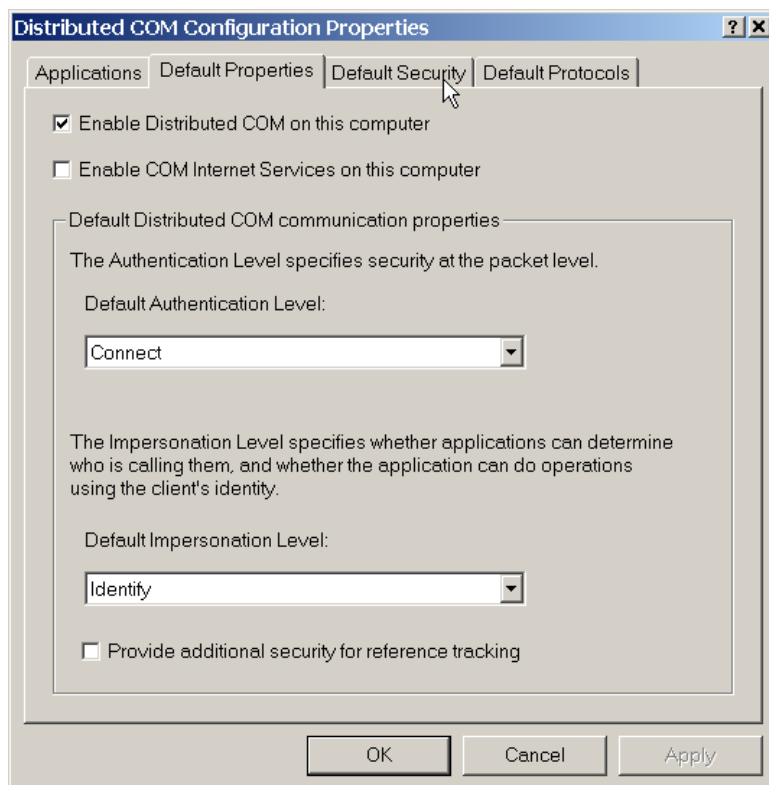 Distributed COM Configuration Properties
Applications Default Properties Default Security Default Protocols
Enable Distributed COM on this computer
Enable COM Internet Services on this computer
Default Distributed COM communication properties
The Authentication Level specifies security at the packet level.
Default Authentication Level:
Connect
The Impersonation Level specifies whether applications can determine
who is calling them, and whether the application can do operations
using the client's identity.
Default Impersonation Level:
Identify
Provide additional security for reference tracking
OK Cancel Apply